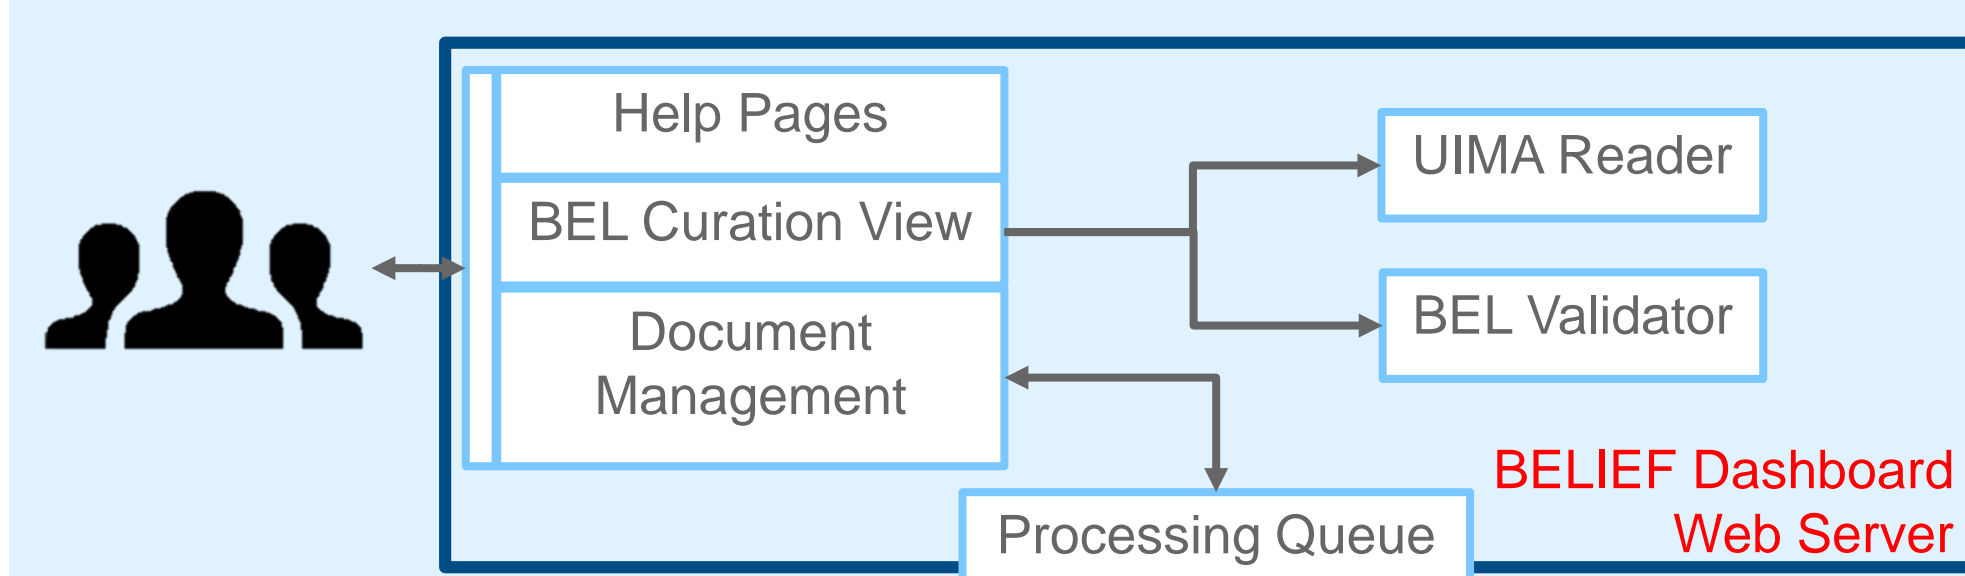 Help Pages
BEL Curation View
Document
Management
UIMA Reader
BEL Validator
BELIEF Dashboard
Web Server
Processing Queue